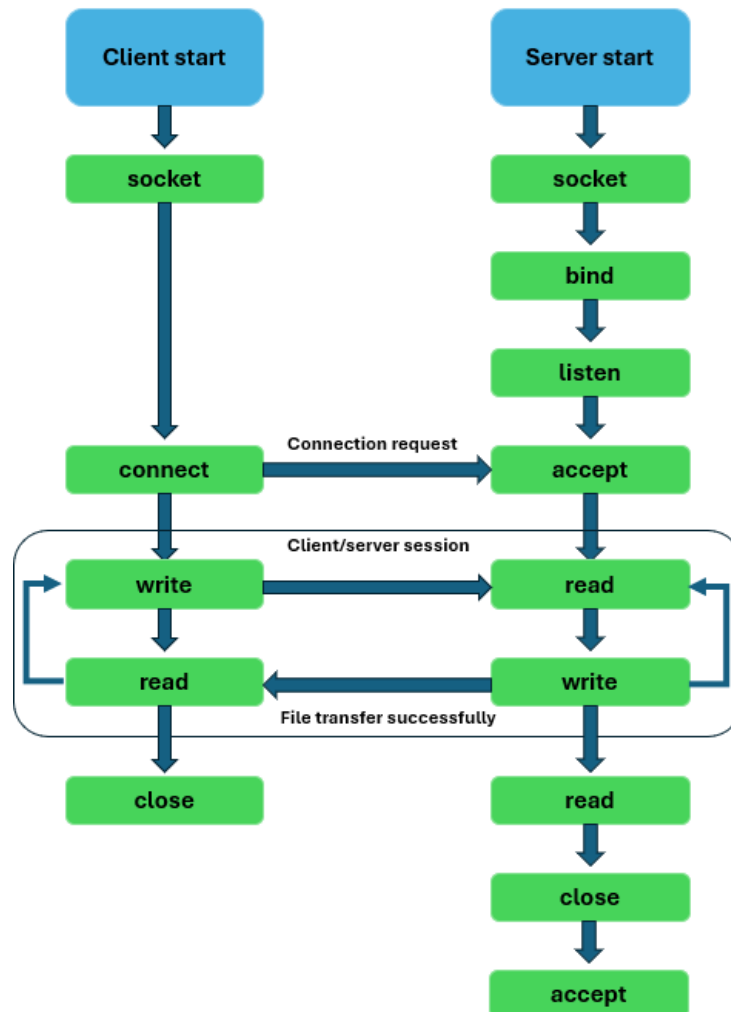 Client start
Server start
socket
socket
bind
listen
Connection request
connect
accept
Client/server session
write
read
read
write
File transfer successfully
close
read
close
accept